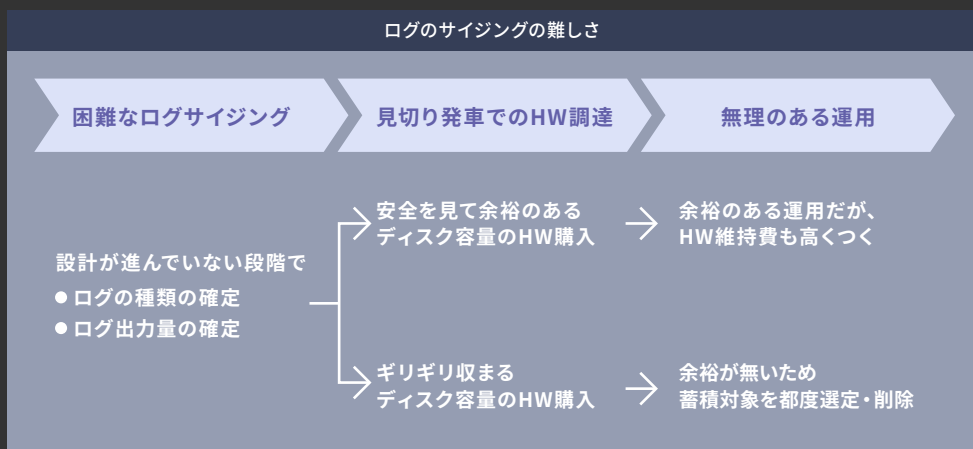 ログのサイジングの難しさ
困難なログサイジング
見切り発車でのHW調達
無理のある運用
設計が進んでいない段階で
●ログの種類の確定
●ログ出力量の確定
安全を見て余裕のある
ディスク容量のHW購入
余裕のある運用だが、
HW維持費も高くつく
ギリギリ収まる
ディスク容量のHW購入
余裕が無いため
蓄積対象を都度選定・削除